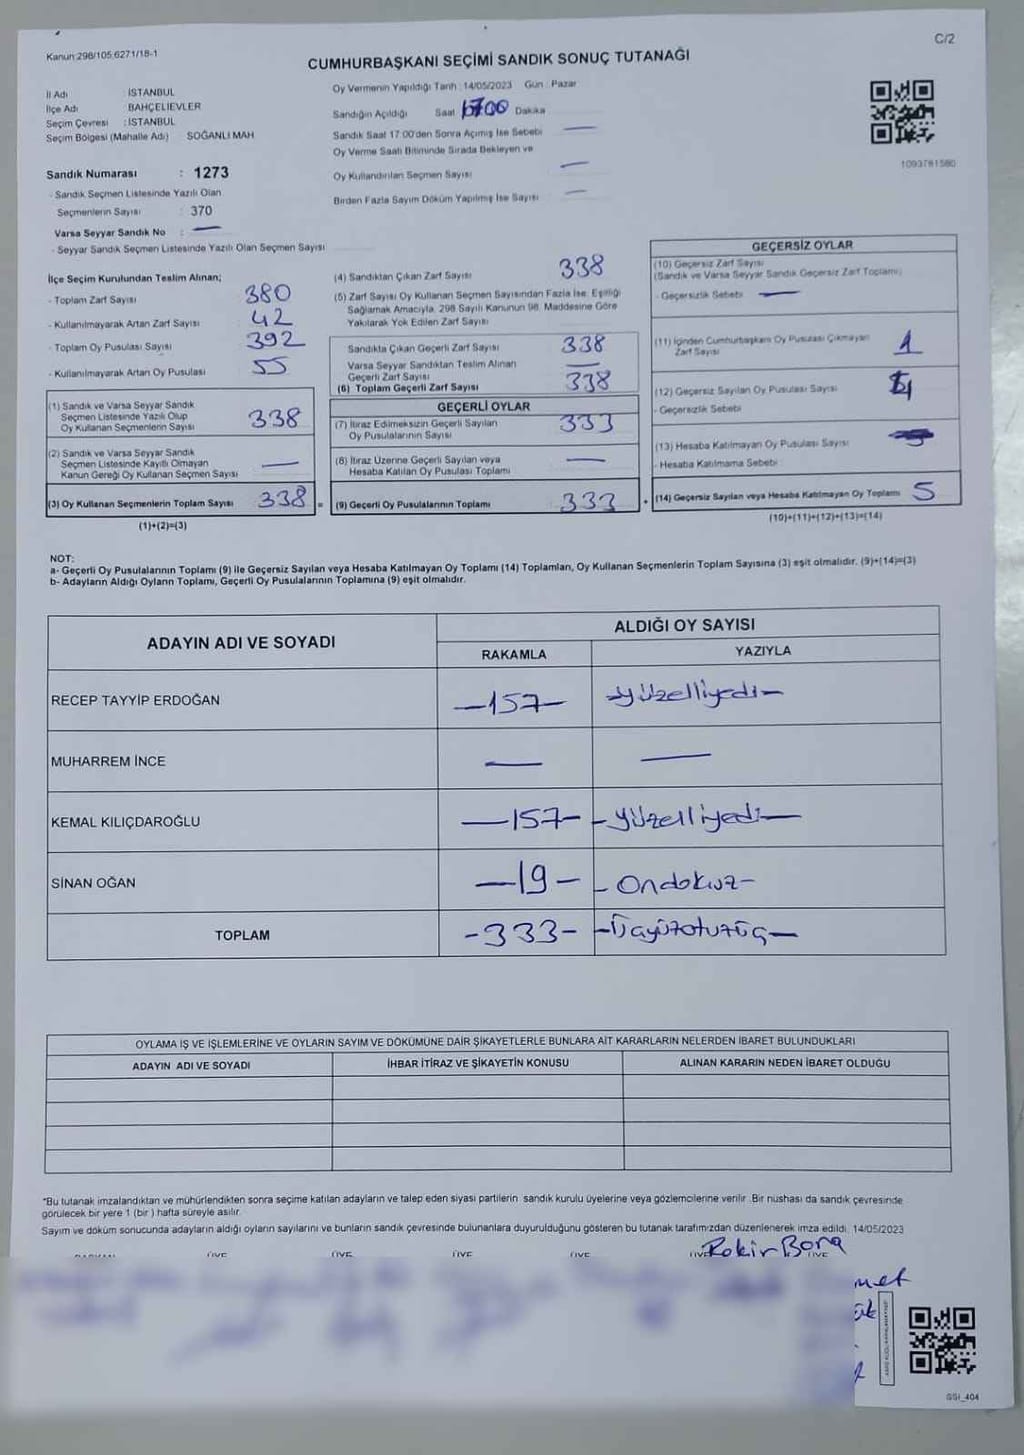 Kanun:298/105,6271/18-1
C/2
CUMHURBAŞKANI SEÇİMİ SANDIK SONUÇ TUTANAĞI
İl Adı : İSTANBUL
İlçe Adı : BAHÇELİEVLER
Seçim Çevresi : İSTANBUL
Seçim Bölgesi (Mahalle Adı) SOĞANLI MAH
Oy Vermenin Yapıldığı Tarih : 14/05/2023 Gün : Pazar
Sandığın Açıldığı Saat 17:00 Dakika
Sandık Saat 17:00'den Sonra Açımış İse Sebebi —
Oy Verme Saati Bitiminde Sırada Bekleyen ve
Oy Kullandırılan Seçmen Sayısı —
Birden Fazla Sayım Döküm Yapılmış İse Sayısı —
1093781580
Sandık Numarası : 1273
- Sandık Seçmen Listesinde Yazılı Olan
Seçmenlerin Sayısı : 370
Varsa Seyyar Sandık No : —
- Seyyar Sandık Seçmen Listesinde Yazılı Olan Seçmen Sayısı
İlçe Seçim Kurulundan Teslim Alınan;
- Toplam Zarf Sayısı 380
- Kullanılmayarak Artan Zarf Sayısı 42
- Toplam Oy Pusulası Sayısı 392
- Kullanılmayarak Artan Oy Pusulası 55
(1) Sandık ve Varsa Seyyar Sandık
Seçmen Listesinde Yazılı Olup
Oy Kullanan Seçmenlerin Sayısı 338
(2) Sandık ve Varsa Seyyar Sandık
Seçmen Listesinde Kayıtlı Olmayan
Kanun Gereği Oy Kullanan Seçmen Sayısı —
(3) Oy Kullanan Seçmenlerin Toplam Sayısı 338 =
(1)+(2)=(3)
(4) Sandıktan Çıkan Zarf Sayısı 338
(5) Zarf Sayısı Oy Kullanan Seçmen Sayısından Fazla İse, Eşitliği
Sağlamak Amacıyla, 298 Sayılı Kanunun 98. Maddesine Göre
Yakılarak Yok Edilen Zarf Sayısı
Sandıkta Çıkan Geçerli Zarf Sayısı 338
Varsa Seyyar Sandıktan Teslim Alınan
Geçerli Zarf Sayısı —
(6) Toplam Geçerli Zarf Sayısı 338
GEÇERLİ OYLAR
(7) İtiraz Edilmeksizin Geçerli Sayılan
Oy Pusulalarının Sayısı 333
(8) İtiraz Üzerine Geçerli Sayılan veya
Hesaba Katılan Oy Pusulası Toplamı —
(9) Geçerli Oy Pusulalarının Toplamı 333 +
GEÇERSİZ OYLAR
(10) Geçersiz Zarf Sayısı
(Sandık ve Varsa Seyyar Sandık Geçersiz Zarf Toplamı)
- Geçersizlik Sebebi —
(11) İçinden Cumhurbaşkanı Oy Pusulası Çıkmayan
Zarf Sayısı 1
(12) Geçersiz Sayılan Oy Pusulası Sayısı
- Geçersizlik Sebebi
(13) Hesaba Katılmayan Oy Pusulası Sayısı
- Hesaba Katılmama Sebebi
(14) Geçersiz Sayılan veya Hesaba Katılmayan Oy Toplamı 5
(10)+(11)+(12)+(13)=(14)
NOT:
a- Geçerli Oy Pusulalarının Toplamı (9) ile Geçersiz Sayılan veya Hesaba Katılmayan Oy Toplamı (14) Toplamları, Oy Kullanan Seçmenlerin Toplam Sayısına (3) eşit olmalıdır. (9)+(14)=(3)
b- Adayların Aldığı Oyların Toplamı, Geçerli Oy Pusulalarının Toplamına (9) eşit olmalıdır.
ADAYIN ADI VE SOYADI
ALDIĞI OY SAYISI
RAKAMLA YAZIYLA
RECEP TAYYİP ERDOĞAN —157— —yüzelliyedi—
MUHARREM İNCE — —
KEMAL KILIÇDAROĞLU —157— —yüzelliyedi—
SİNAN OĞAN —19— —Ondokuz—
TOPLAM -333- —Üçyüzotuzüç—
OYLAMA İŞ VE İŞLEMLERİNE VE OYLARIN SAYIM VE DÖKÜMÜNE DAİR ŞİKAYETLERLE BUNLARA AİT KARARLARIN NELERDEN İBARET BULUNDUKLARI
ADAYIN ADI VE SOYADI İHBAR İTİRAZ VE ŞİKAYETİN KONUSU ALINAN KARARIN NEDEN İBARET OLDUĞU
*Bu tutanak imzalandıktan ve mühürlendikten sonra seçime katılan adayların ve talep eden siyasi partilerin sandık kurulu üyelerine veya gözlemcilerine verilir. Bir nüshası da sandık çevresinde
görülecek bir yere 1 (bir) hafta süreyle asılır.
Sayım ve döküm sonucunda adayların aldığı oyların sayılarını ve bunların sandık çevresinde bulunanlara duyurulduğunu gösteren bu tutanak tarafımızdan düzenlenerek imza edildi. 14/05/2023
BAŞKAN ÜYE ÜYE ÜYE ÜYE ÜYE ÜYE
Bora
met
SSI_404